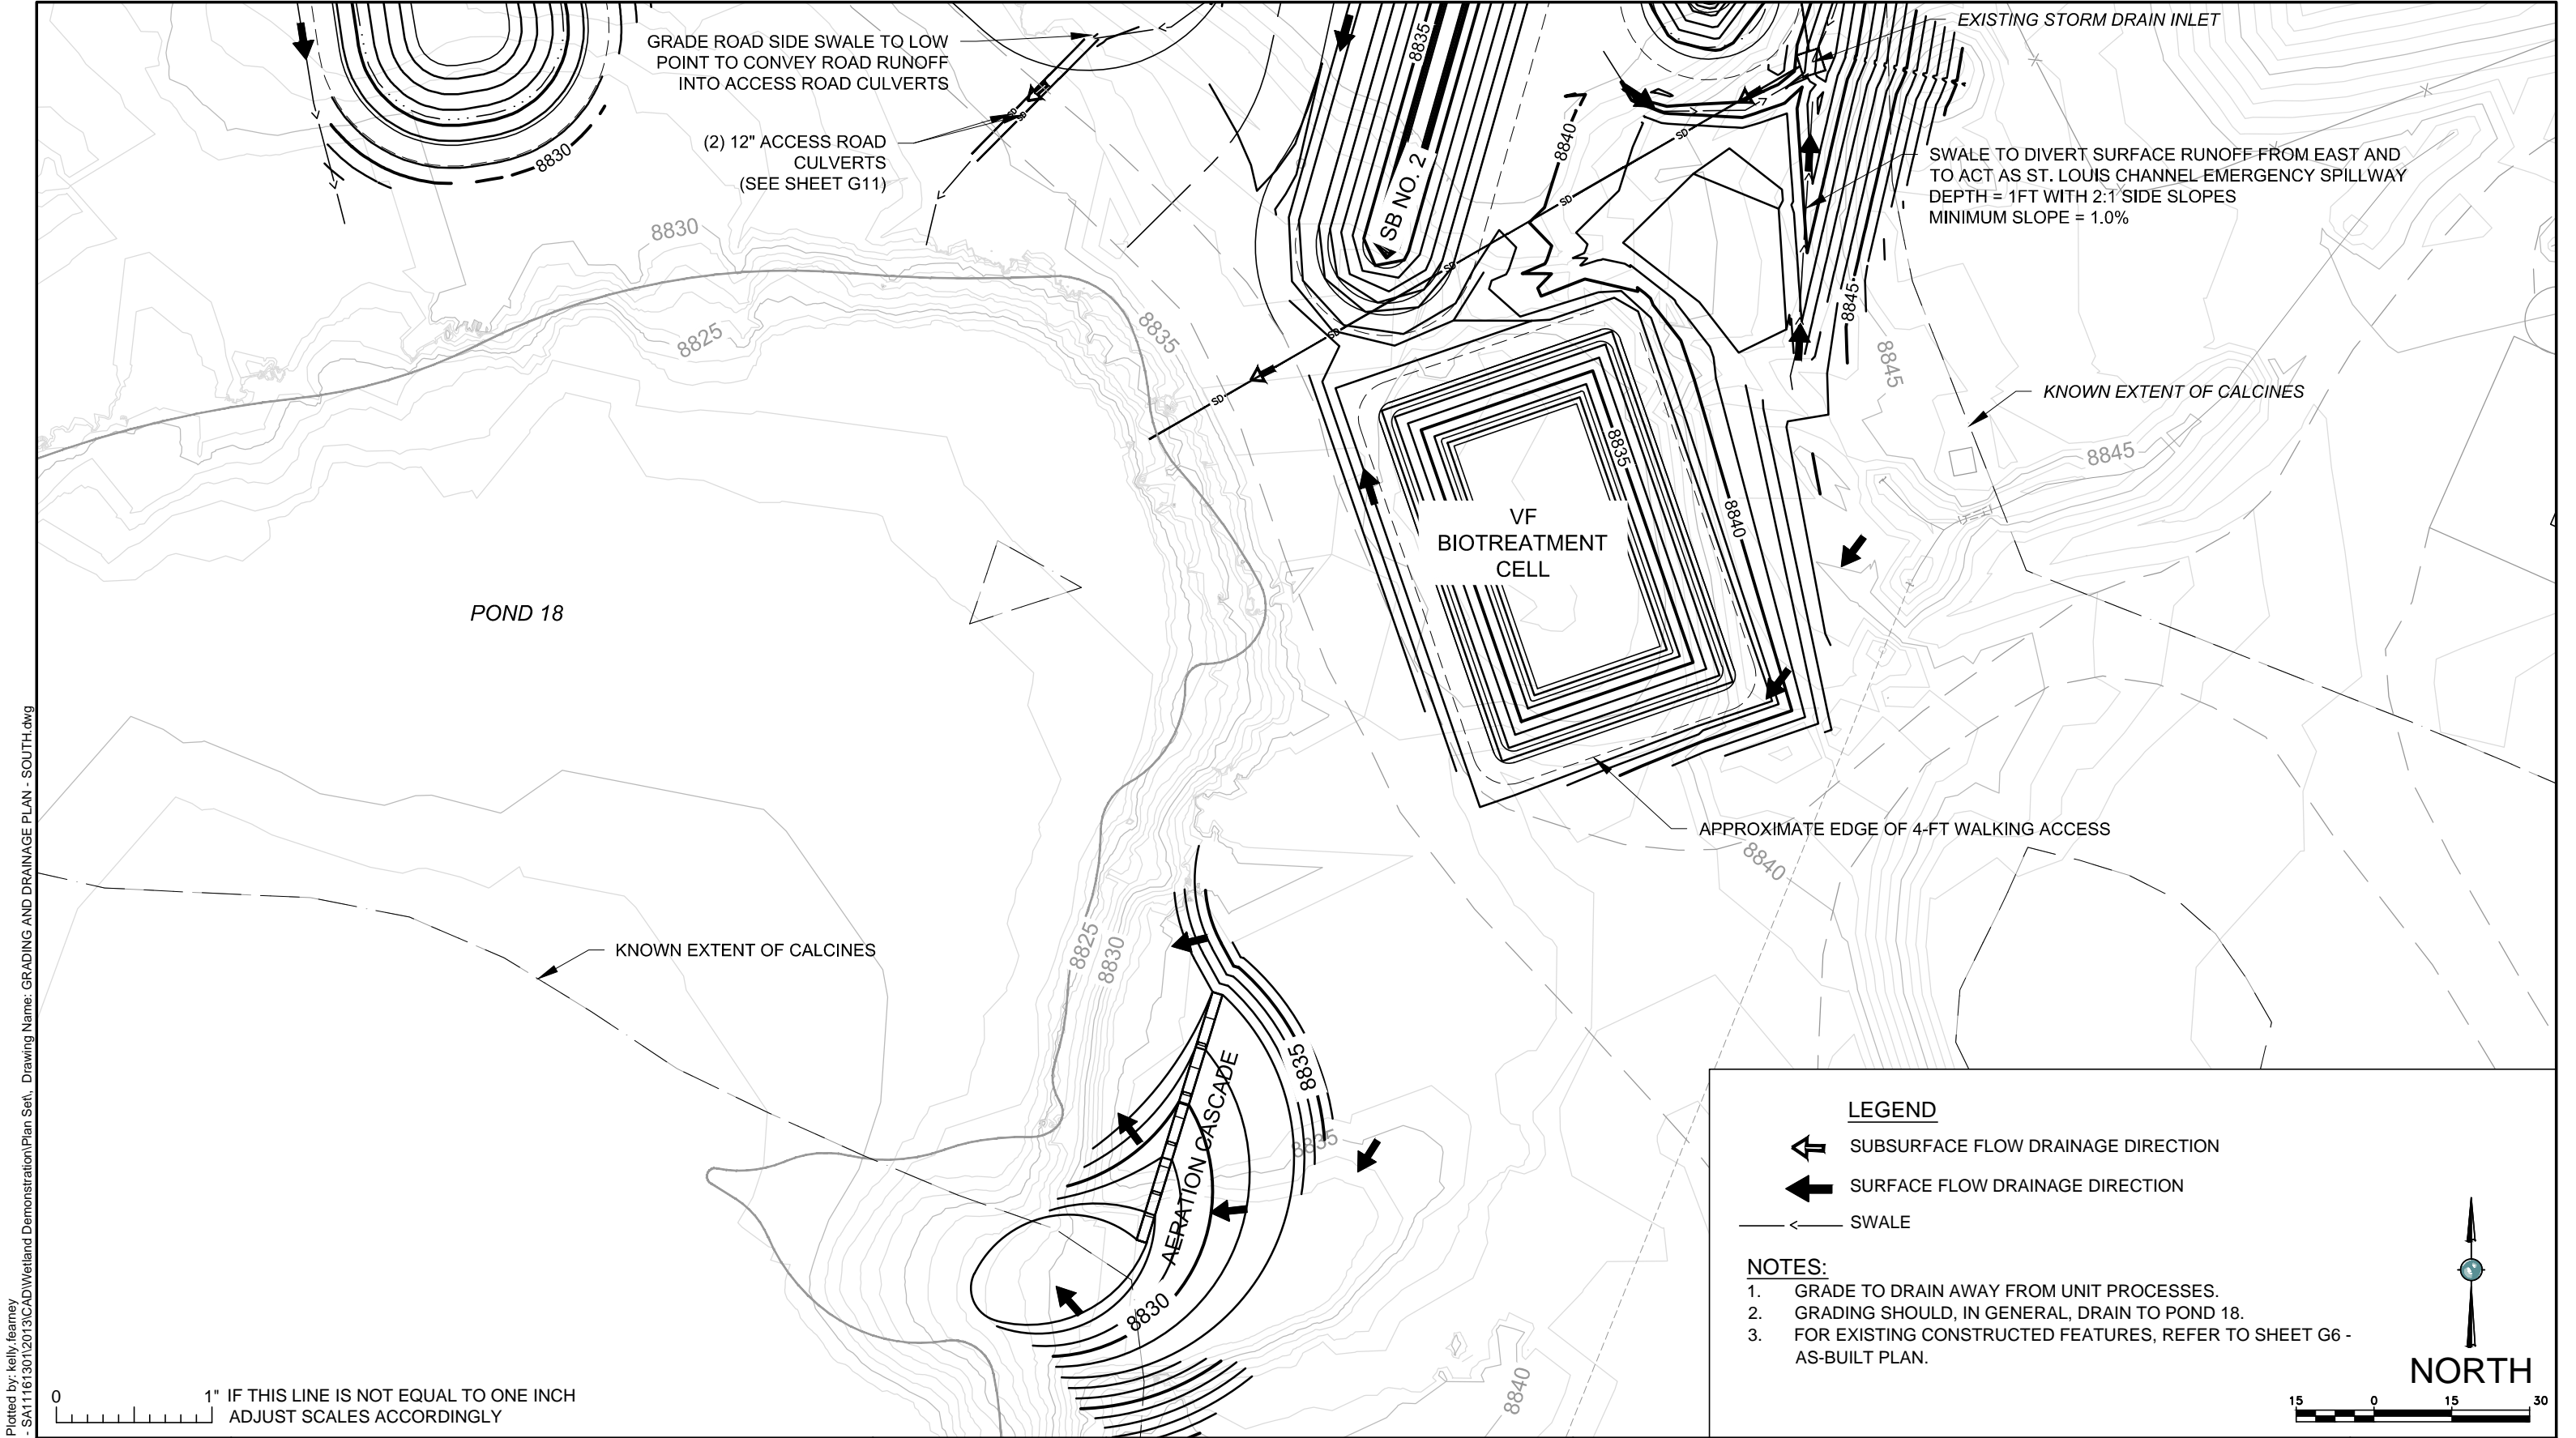 EXISTING STORM DRAIN INLET
GRADE ROAD SIDE SWALE TO LOW
POINT TO CONVEY ROAD RUNOFF
INTO ACCESS ROAD CULVERTS
8835
(2) 12" ACCESS ROAD
CULVERTS
(SEE SHEET G11)
8830
SD
SD
8840
SD
SB NO. 2
SWALE TO DIVERT SURFACE RUNOFF FROM EAST AND
TO ACT AS ST. LOUIS CHANNEL EMERGENCY SPILLWAY
DEPTH = 1FT WITH 2:1 SIDE SLOPES
MINIMUM SLOPE = 1.0%
SD
8830
SD
8845
8825
8835
SD
8845
SD
KNOWN EXTENT OF CALCINES
8835
8845
VF
BIOTREATMENT
CELL
8840
POND 18
APPROXIMATE EDGE OF 4-FT WALKING ACCESS
8840
KNOWN EXTENT OF CALCINES
8825
8830
8835
8835
AERATION CASCADE
8830
8840
LEGEND
SUBSURFACE FLOW DRAINAGE DIRECTION
SURFACE FLOW DRAINAGE DIRECTION
SWALE
NOTES:
1. GRADE TO DRAIN AWAY FROM UNIT PROCESSES.
2. GRADING SHOULD, IN GENERAL, DRAIN TO POND 18.
3. FOR EXISTING CONSTRUCTED FEATURES, REFER TO SHEET G6 -
AS-BUILT PLAN.
NORTH
15 0 15 30
0 1" IF THIS LINE IS NOT EQUAL TO ONE INCH
ADJUST SCALES ACCORDINGLY
Plotted by: kelly.fearney
- SA11161301\2013\CAD\Wetland Demonstration\Plan Set\, Drawing Name: GRADING AND DRAINAGE PLAN - SOUTH.dwg